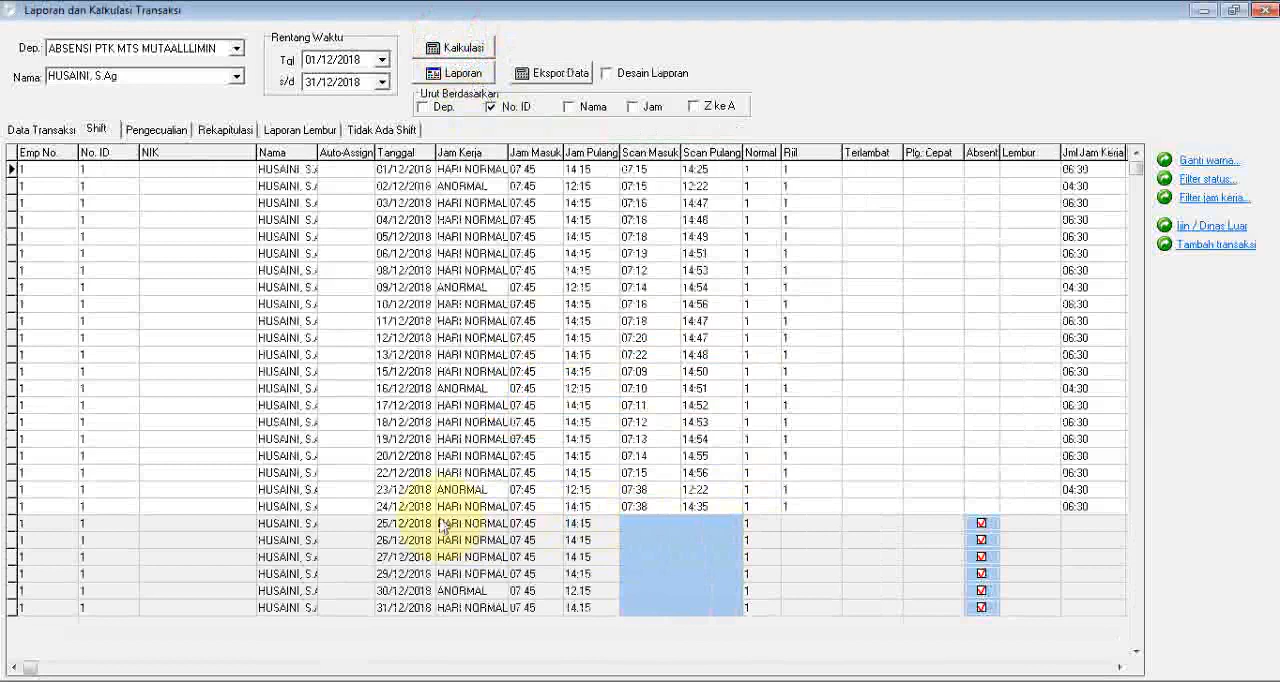 Laporan dan Kalkulasi Transaksi
Dep. ABSENSI PTK MTS MUTAALLLIMIN
Nama: HUSAINI, S.Ag
Rentang Waktu
Tgl 01/12/2018
s/d 31/12/2018
Kalkulasi
Laporan Ekspor Data Desain Laporan
Urut Berdasarkan
Dep. No. ID Nama Jam Z ke A
Data Transaksi Shift Pengecualian Rekapitulasi Laporan Lembur Tidak Ada Shift
Emp No. No. ID NIK Nama Auto-Assign Tanggal Jam Kerja Jam Masuk Jam Pulang Scan Masuk Scan Pulang Normal Riil Terlambat Plg. Cepat Absent Lembur Jml Jam Kerja
1 1 HUSAINI, S.A 01/12/2018 HARI NORMAL 07:45 14:15 07:15 14:25 1 1 06:30
1 1 HUSAINI, S.A 02/12/2018 ANORMAL 07:45 12:15 07:15 12:22 1 1 04:30
1 1 HUSAINI, S.A 03/12/2018 HARI NORMAL 07:45 14:15 07:16 14:47 1 1 06:30
1 1 HUSAINI, S.A 04/12/2018 HARI NORMAL 07:45 14:15 07:16 14:48 1 1 06:30
1 1 HUSAINI, S.A 05/12/2018 HARI NORMAL 07:45 14:15 07:18 14:49 1 1 06:30
1 1 HUSAINI, S.A 06/12/2018 HARI NORMAL 07:45 14:15 07:19 14:51 1 1 06:30
1 1 HUSAINI, S.A 08/12/2018 HARI NORMAL 07:45 14:15 07:12 14:53 1 1 06:30
1 1 HUSAINI, S.A 09/12/2018 ANORMAL 07:45 12:15 07:14 14:54 1 1 04:30
1 1 HUSAINI, S.A 10/12/2018 HARI NORMAL 07:45 14:15 07:16 14:56 1 1 06:30
1 1 HUSAINI, S.A 11/12/2018 HARI NORMAL 07:45 14:15 07:18 14:47 1 1 06:30
1 1 HUSAINI, S.A 12/12/2018 HARI NORMAL 07:45 14:15 07:20 14:47 1 1 06:30
1 1 HUSAINI, S.A 13/12/2018 HARI NORMAL 07:45 14:15 07:22 14:48 1 1 06:30
1 1 HUSAINI, S.A 15/12/2018 HARI NORMAL 07:45 14:15 07:09 14:50 1 1 06:30
1 1 HUSAINI, S.A 16/12/2018 ANORMAL 07:45 12:15 07:10 14:51 1 1 04:30
1 1 HUSAINI, S.A 17/12/2018 HARI NORMAL 07:45 14:15 07:11 14:52 1 1 06:30
1 1 HUSAINI, S.A 18/12/2018 HARI NORMAL 07:45 14:15 07:12 14:53 1 1 06:30
1 1 HUSAINI, S.A 19/12/2018 HARI NORMAL 07:45 14:15 07:13 14:54 1 1 06:30
1 1 HUSAINI, S.A 20/12/2018 HARI NORMAL 07:45 14:15 07:14 14:55 1 1 06:30
1 1 HUSAINI, S.A 22/12/2018 HARI NORMAL 07:45 14:15 07:15 14:56 1 1 06:30
1 1 HUSAINI, S.A 23/12/2018 ANORMAL 07:45 12:15 07:38 12:22 1 1 04:30
1 1 HUSAINI, S.A 24/12/2018 HARI NORMAL 07:45 14:15 07:38 14:35 1 1 06:30
1 1 HUSAINI, S.A 25/12/2018 HARI NORMAL 07:45 14:15 1
1 1 HUSAINI, S.A 26/12/2018 HARI NORMAL 07:45 14:15 1
1 1 HUSAINI, S.A 27/12/2018 HARI NORMAL 07:45 14:15 1
1 1 HUSAINI, S.A 29/12/2018 HARI NORMAL 07:45 14:15 1
1 1 HUSAINI, S.A 30/12/2018 ANORMAL 07:45 12:15 1
1 1 HUSAINI, S.A 31/12/2018 HARI NORMAL 07:45 14:15 1
Ganti warna...
Filter status...
Filter jam kerja...
Ijin / Dinas Luar
Tambah transaksi